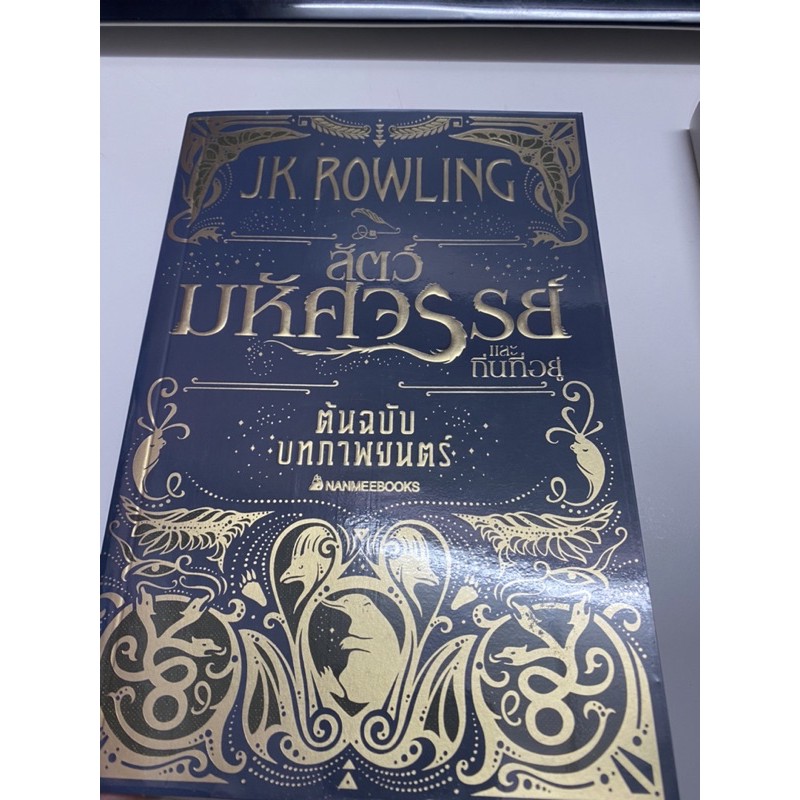 J.K. ROWLING
สัตว์
มหัศจรรย์
และ
ถิ่นที่อยู่
ต้นฉบับ
บทภาพยนตร์
NANMEEBOOKS